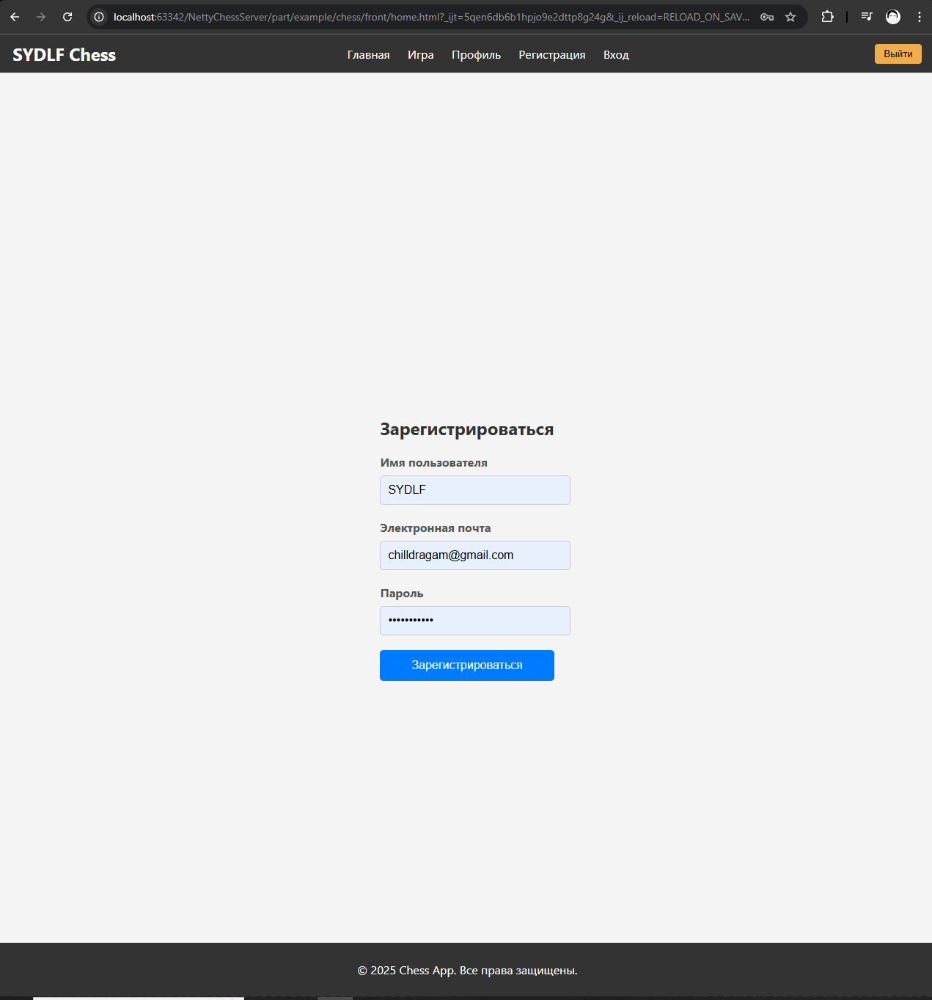 localhost:63342/NettyChessServer/part/example/chess/front/home.html?_ijt=5qen6db6b1hpjo9e2dttp8g24g&_ij_reload=RELOAD_ON_SAV...
SYDLF Chess
Главная Игра Профиль Регистрация Вход
Выйти
Зарегистрироваться
Имя пользователя
SYDLF
Электронная почта
chilldragam@gmail.com
Пароль
•••••••••••
Зарегистрироваться
© 2025 Chess App. Все права защищены.